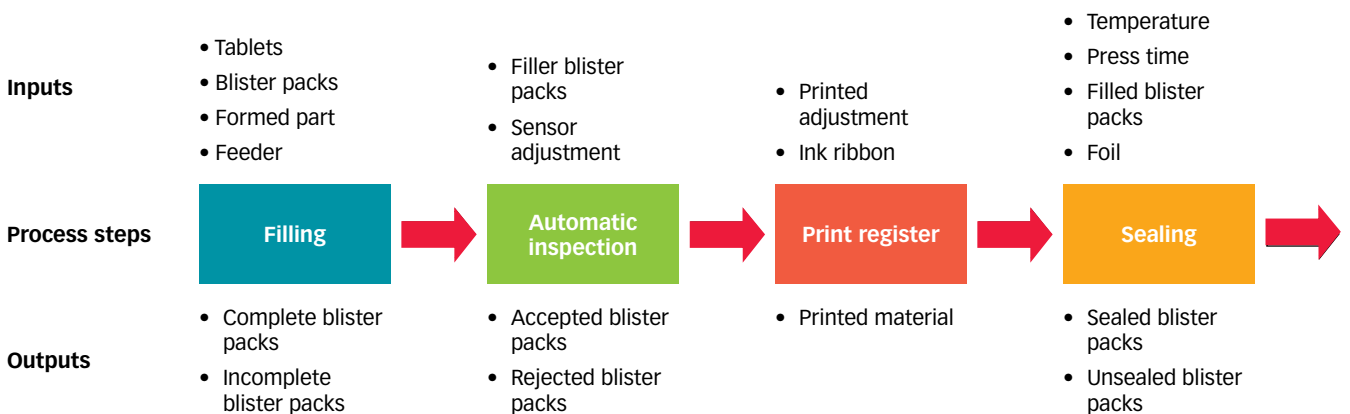 Inputs
• Tablets
• Blister packs
• Formed part
• Feeder
• Filler blister
packs
• Sensor
adjustment
• Printed
adjustment
• Ink ribbon
• Temperature
• Press time
• Filled blister
packs
• Foil
Process steps
Filling
Automatic
inspection
Print register
Sealing
Outputs
• Complete blister
packs
• Incomplete
blister packs
• Accepted blister
packs
• Rejected blister
packs
• Printed material
• Sealed blister
packs
• Unsealed blister
packs